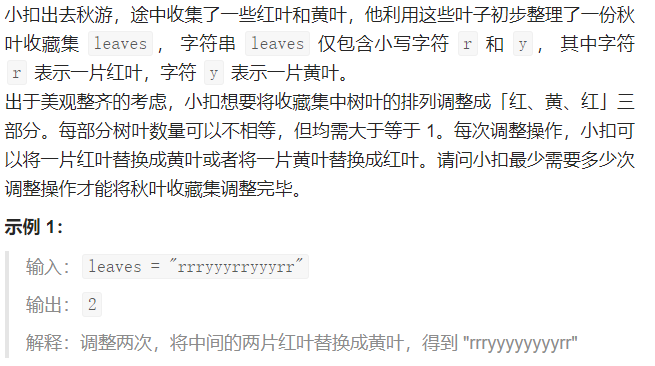 小扣出去秋游，途中收集了一些红叶和黄叶，他利用这些叶子初步整理了一份秋
叶收藏集 leaves， 字符串 leaves 仅包含小写字符 r 和 y， 其中字符
r 表示一片红叶，字符 y 表示一片黄叶。
出于美观整齐的考虑，小扣想要将收藏集中树叶的排列调整成「红、黄、红」三
部分。每部分树叶数量可以不相等，但均需大于等于 1。每次调整操作，小扣可
以将一片红叶替换成黄叶或者将一片黄叶替换成红叶。请问小扣最少需要多少次
调整操作才能将秋叶收藏集调整完毕。
示例 1：
输入：leaves = "rrryyyrryyyrr"
输出：2
解释：调整两次，将中间的两片红叶替换成黄叶，得到 "rrryyyyyyyyrr"